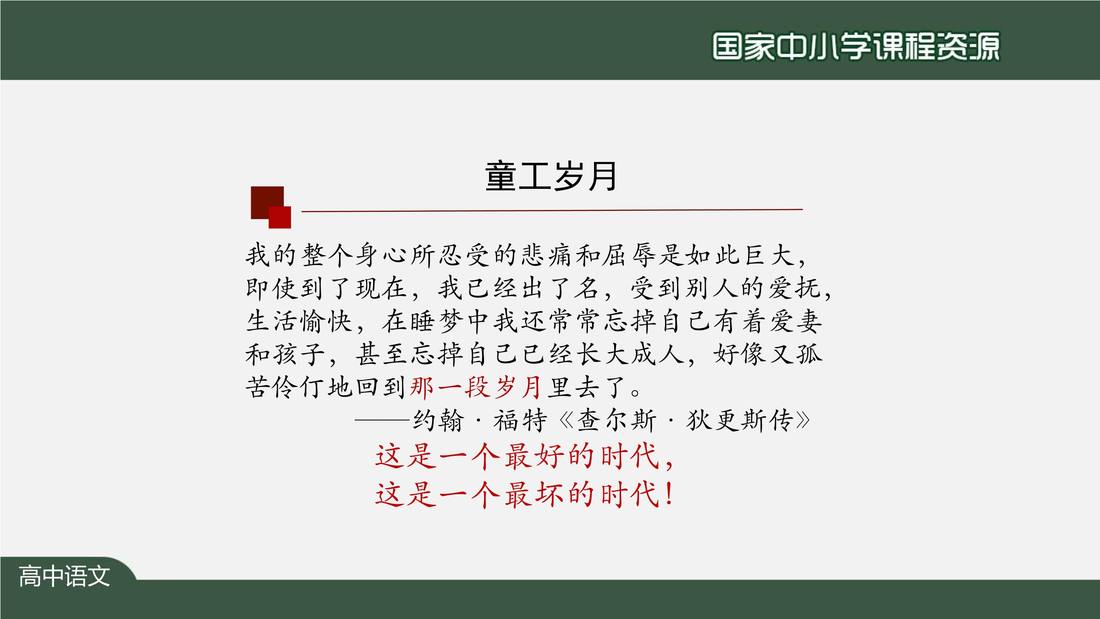 国家中小学课程资源
童工岁月
我的整个身心所忍受的悲痛和屈辱是如此巨大，
即使到了现在，我已经出了名，受到别人的爱抚，
生活愉快，在睡梦中我还常常忘掉自己有着爱妻
和孩子，甚至忘掉自己已经长大成人，好像又孤
苦伶仃地回到那一段岁月里去了。
——约翰·福特《查尔斯·狄更斯传》
这是一个最好的时代，
这是一个最坏的时代！
高中语文